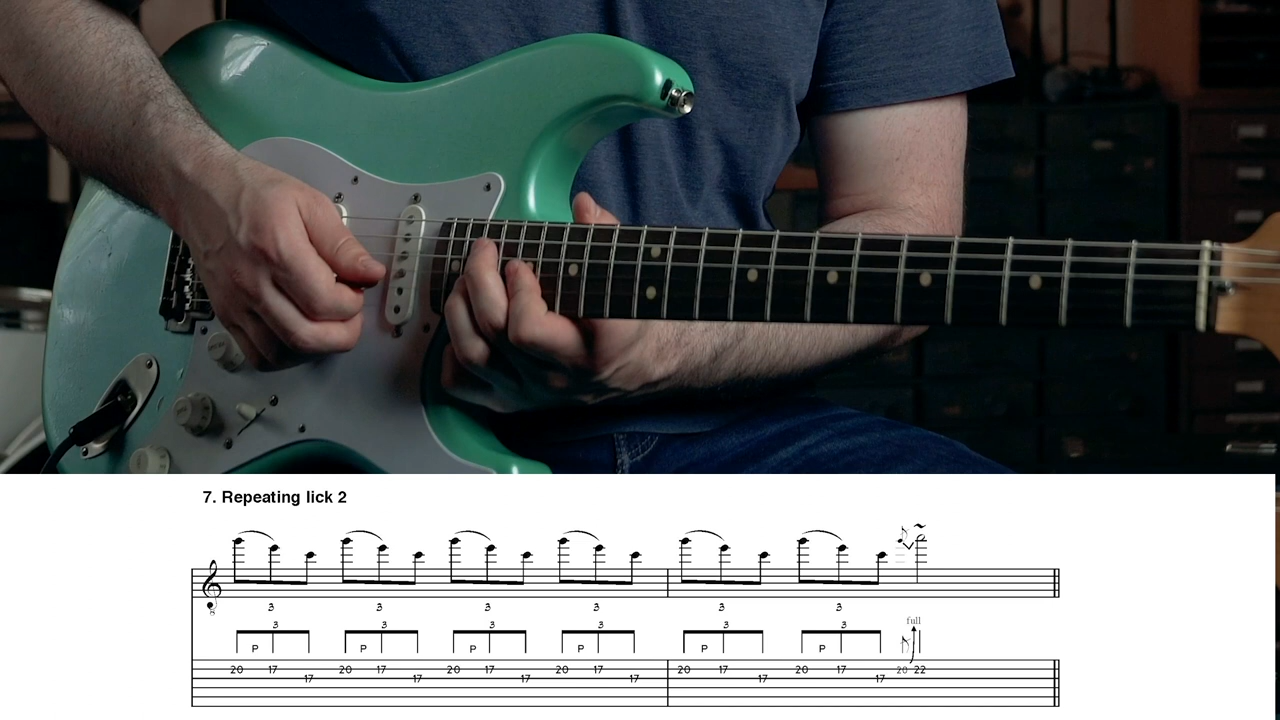 7. Repeating lick 2
3 3 3 3 3 3
full
3 3 3 3 3 3
P P P P P P
20 17 20 17 20 17 20 17 20 17 20 17 20 22
17 17 17 17 17 17